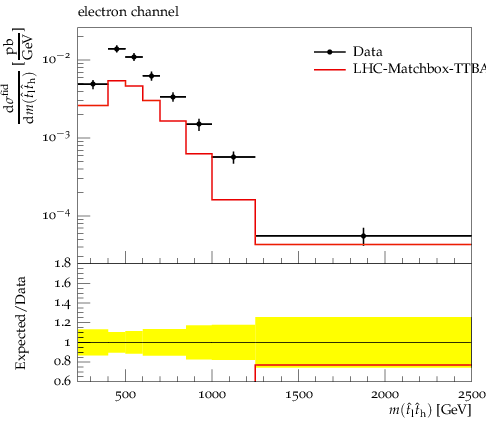 electron channel
dσ^fid/dm(t̂_l t̂_h) [pb/GeV]
Data
LHC-Matchbox-TTBA
10^−2
10^−3
10^−4
Expected/Data
1.8
1.6
1.4
1.2
1
0.8
0.6
500 1000 1500 2000 2500
m(t̂_l t̂_h) [GeV]